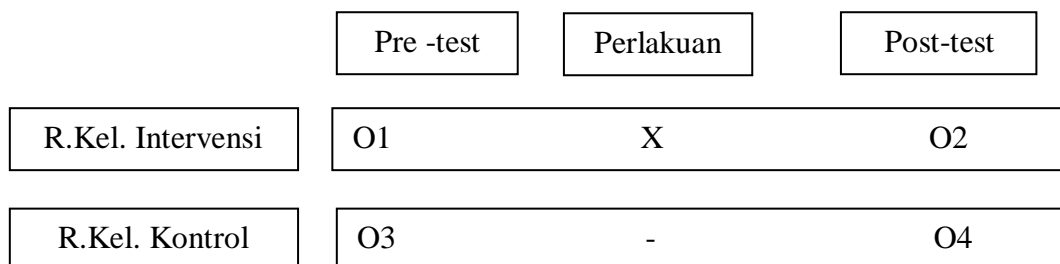 Pre -test Perlakuan Post-test
R.Kel. Intervensi O1 X O2
R.Kel. Kontrol O3 - O4